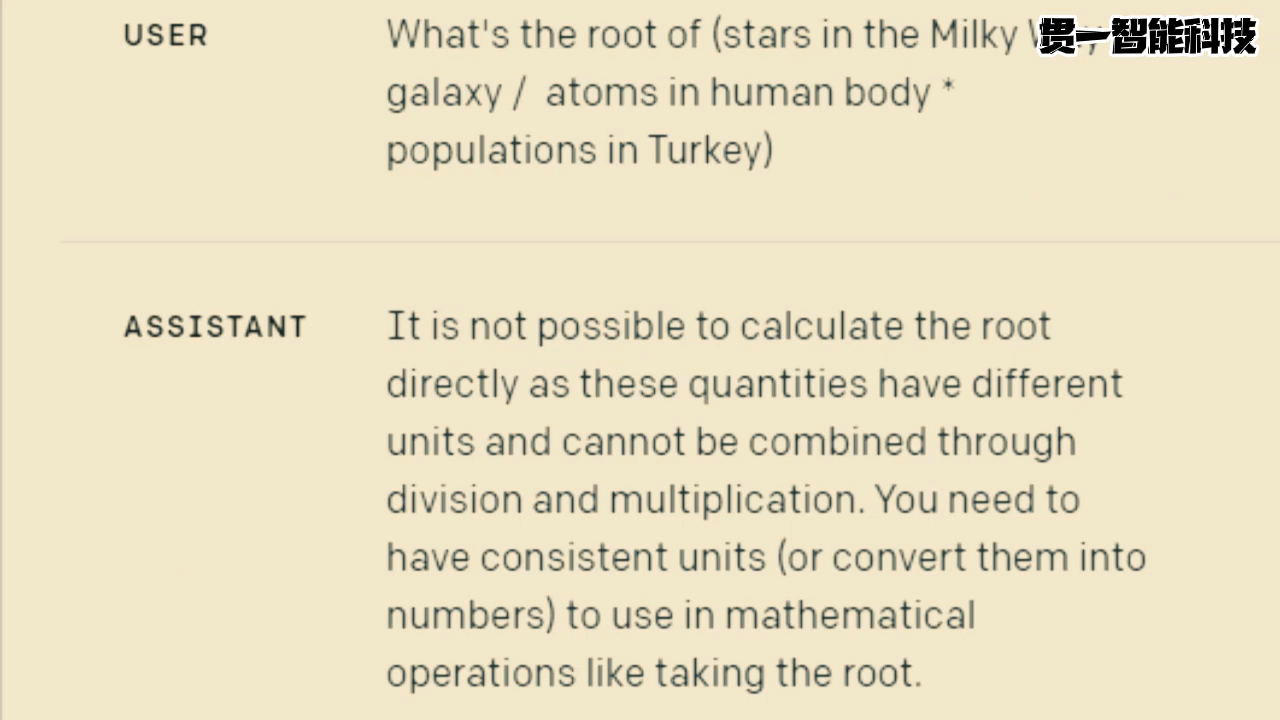 USER
What's the root of (stars in the Milky
贯一智能科技
galaxy / atoms in human body *
populations in Turkey)
ASSISTANT
It is not possible to calculate the root
directly as these quantities have different
units and cannot be combined through
division and multiplication. You need to
have consistent units (or convert them into
numbers) to use in mathematical
operations like taking the root.